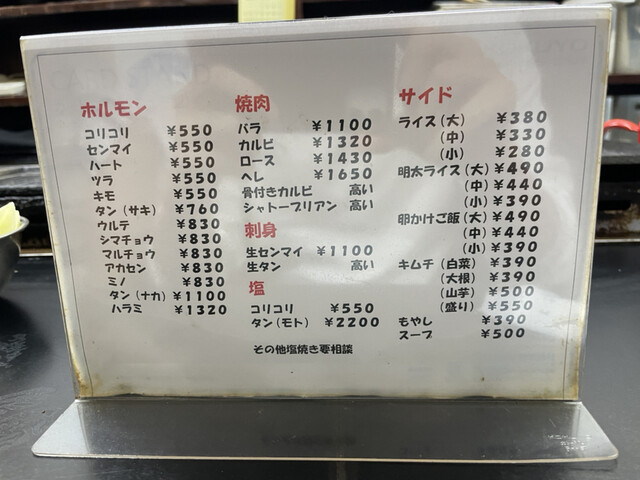 ホルモン
コリコリ ¥550
センマイ ¥550
ハート ¥550
ツラ ¥550
キモ ¥550
タン（サキ） ¥760
ウルテ ¥830
シマチョウ ¥830
マルチョウ ¥830
アカセン ¥830
ミノ ¥830
タン（ナカ） ¥1100
ハラミ ¥1320
焼肉
バラ ¥1100
カルビ ¥1320
ロース ¥1430
ヘレ ¥1650
骨付きカルビ 高い
シャトーブリアン 高い
刺身
生センマイ ¥1100
生タン 高い
塩
コリコリ ¥550
タン（モト） ¥2200
その他塩焼き要相談
サイド
ライス（大） ¥380
（中） ¥330
（小） ¥280
明太ライス（大） ¥490
（中） ¥440
（小） ¥390
卵かけご飯（大） ¥490
（中） ¥440
（小） ¥390
キムチ（白菜） ¥390
（大根） ¥390
（山芋） ¥500
（盛り） ¥550
もやし ¥390
スープ ¥500